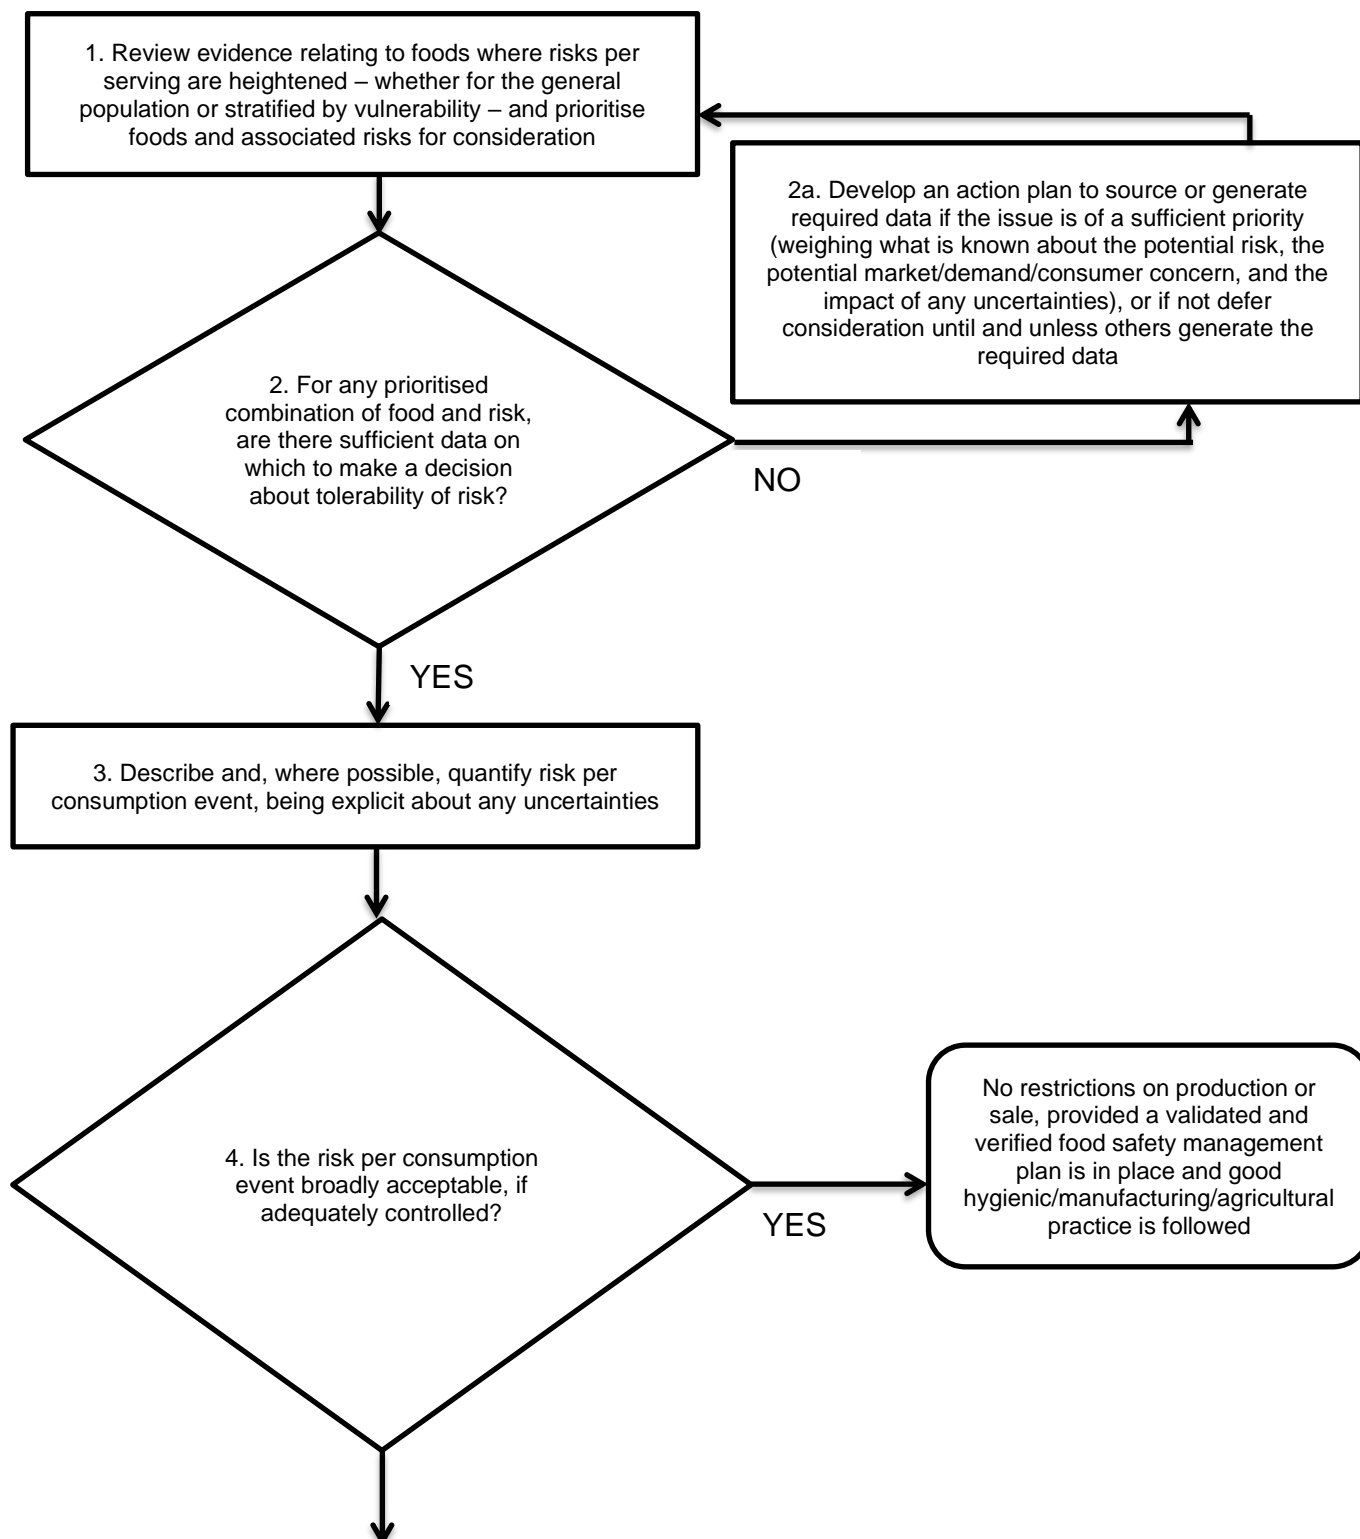 1. Review evidence relating to foods where risks per
serving are heightened – whether for the general
population or stratified by vulnerability – and prioritise
foods and associated risks for consideration
2a. Develop an action plan to source or generate
required data if the issue is of a sufficient priority
(weighing what is known about the potential risk, the
potential market/demand/consumer concern, and the
impact of any uncertainties), or if not defer
consideration until and unless others generate the
required data
2. For any prioritised
combination of food and risk,
are there sufficient data on
which to make a decision
about tolerability of risk?
NO
YES
3. Describe and, where possible, quantify risk per
consumption event, being explicit about any uncertainties
4. Is the risk per consumption
event broadly acceptable, if
adequately controlled?
YES
No restrictions on production or
sale, provided a validated and
verified food safety management
plan is in place and good
hygienic/manufacturing/agricultural
practice is followed